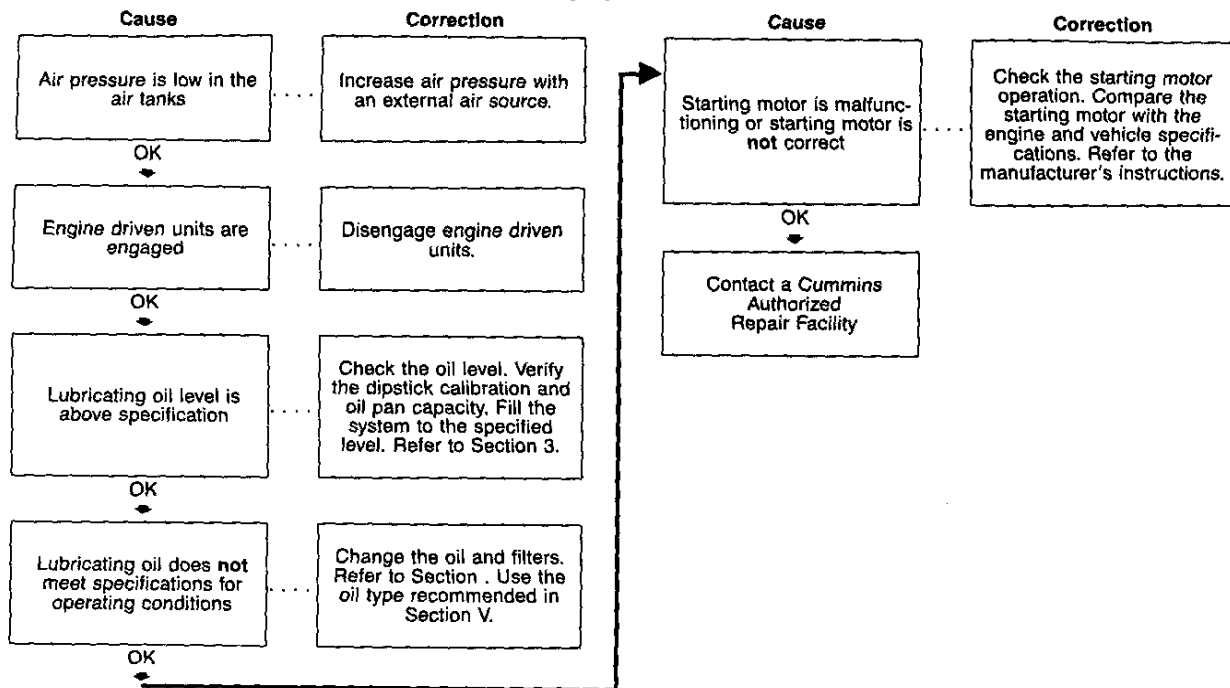 Cause
Correction
Air pressure is low in the
air tanks
Increase air pressure with
an external air source.
OK
Engine driven units are
engaged
Disengage engine driven
units.
OK
Lubricating oil level is
above specification
Check the oil level. Verify
the dipstick calibration and
oil pan capacity. Fill the
system to the specified
level. Refer to Section 3.
OK
Lubricating oil does not
meet specifications for
operating conditions
Change the oil and filters.
Refer to Section . Use the
oil type recommended in
Section V.
OK
Cause
Correction
Starting motor is malfunc-
tioning or starting motor is
not correct
Check the starting motor
operation. Compare the
starting motor with the
engine and vehicle specifi-
cations. Refer to the
manufacturer's instructions.
OK
Contact a Cummins
Authorized
Repair Facility